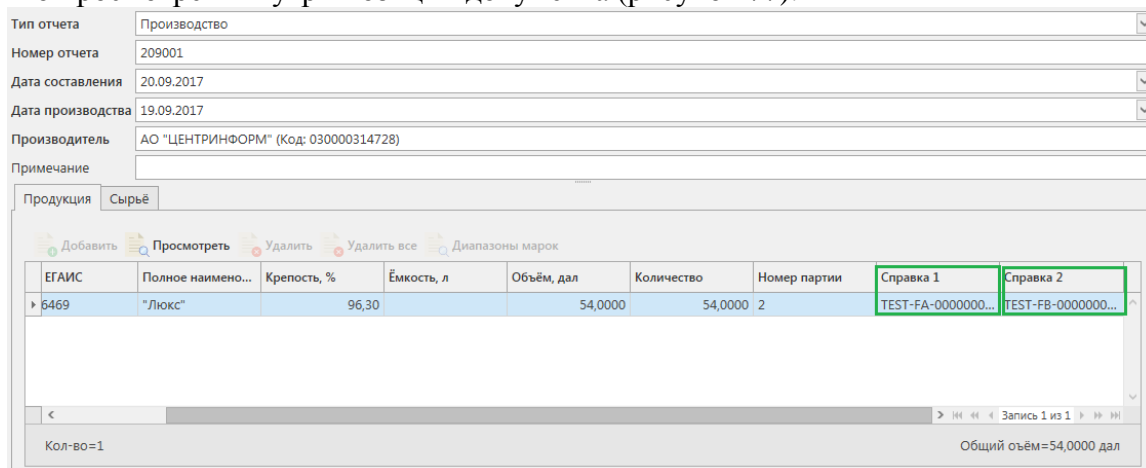 Тип отчета Производство
Номер отчета 209001
Дата составления 20.09.2017
Дата производства 19.09.2017
Производитель АО "ЦЕНТРИНФОРМ" (Код: 030000314728)
Примечание
Продукция Сырьё
Добавить Просмотреть Удалить Удалить все Диапазоны марок
ЕГАИС Полное наимено... Крепость, % Ёмкость, л Объём, дал Количество Номер партии Справка 1 Справка 2
6469 "Люкс" 96,30 54,0000 54,0000 2 TEST-FA-0000000... TEST-FB-0000000...
Запись 1 из 1
Кол-во=1 Общий оъём=54,0000 дал